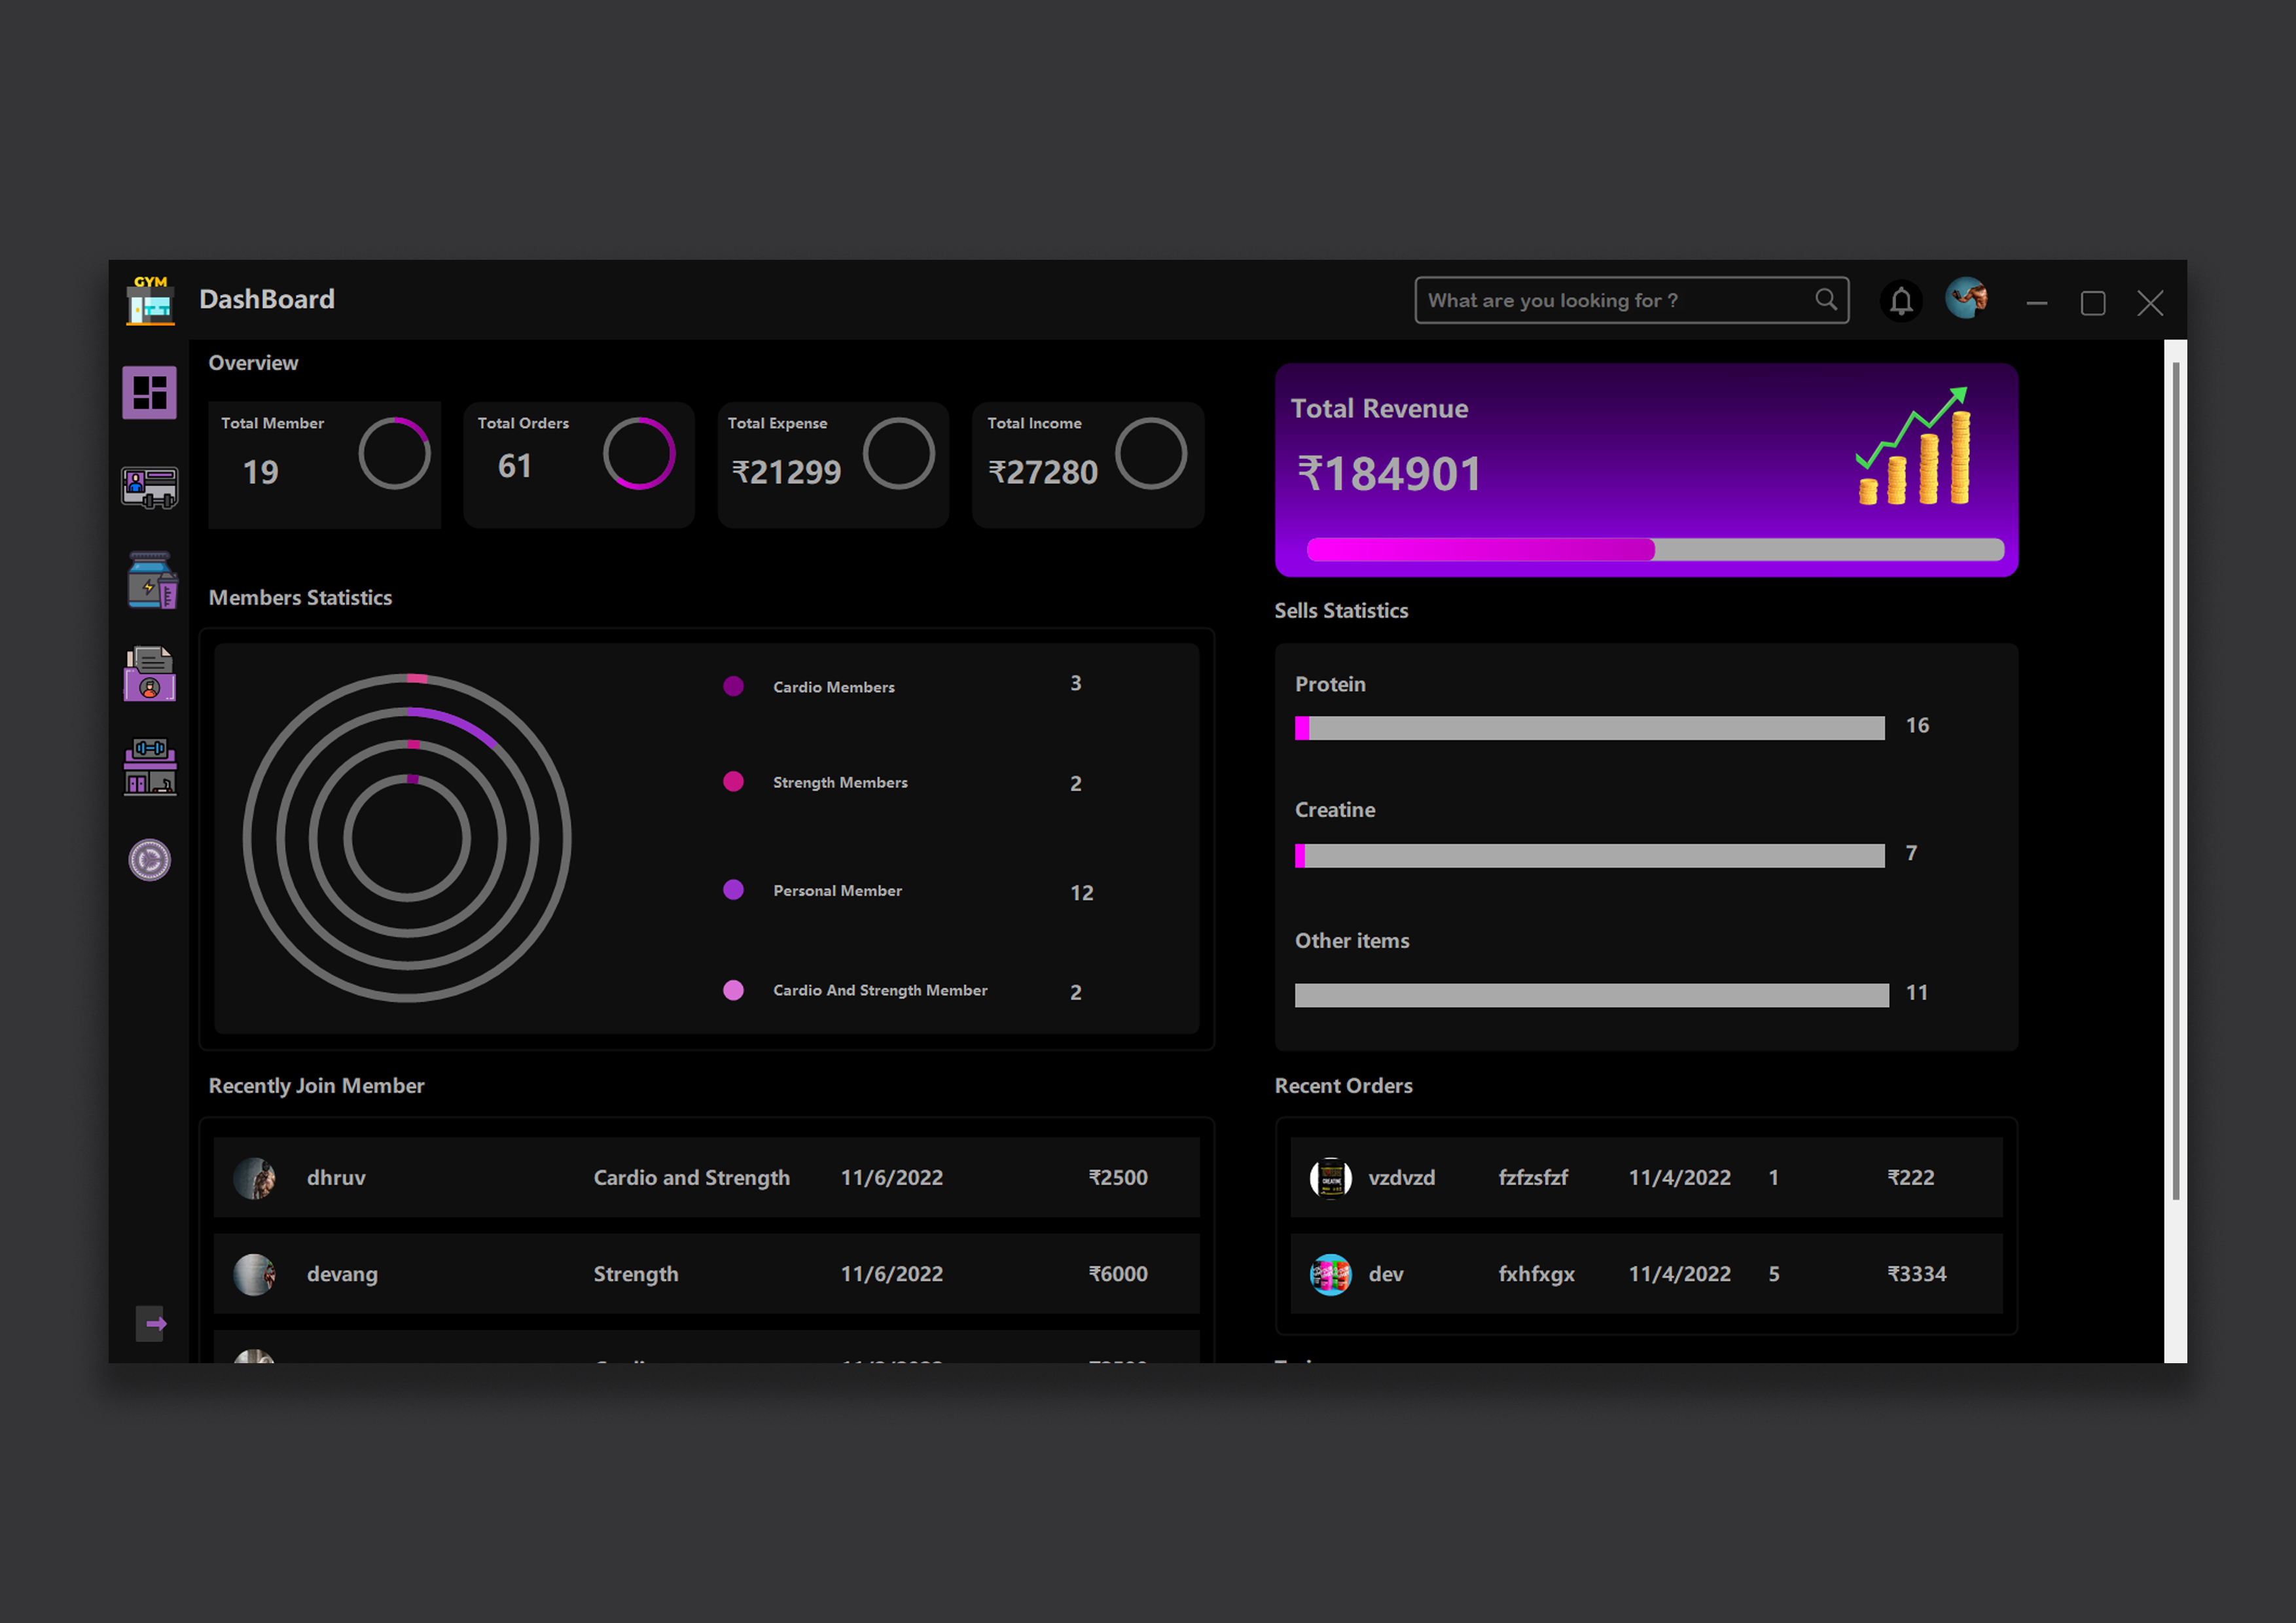 GYM
DashBoard
What are you looking for ?
Overview
Total Member
19
Total Orders
61
Total Expense
₹21299
Total Income
₹27280
Total Revenue
₹184901
Members Statistics
Cardio Members 3
Strength Members 2
Personal Member 12
Cardio And Strength Member 2
Sells Statistics
Protein
16
Creatine
7
Other items
11
Recently Join Member
dhruv Cardio and Strength 11/6/2022 ₹2500
devang Strength 11/6/2022 ₹6000
Recent Orders
CREATINE
vzdvzd fzfzsfzf 11/4/2022 1 ₹222
dev fxhfxgx 11/4/2022 5 ₹3334